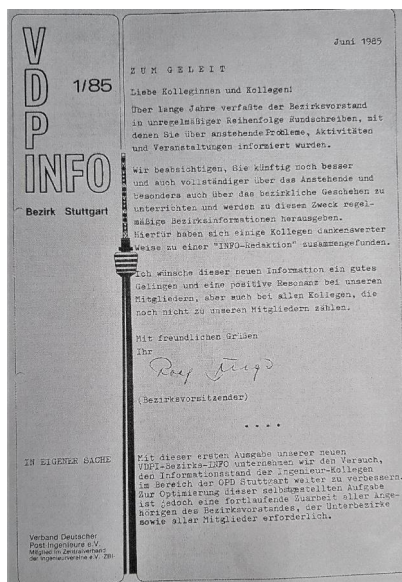 VDP
INFO
1/85
Bezirk Stuttgart
Juni 1985
ZUM GELEIT
Liebe Kolleginnen und Kollegen!
Über lange Jahre verfaßte der Bezirksvorstand
in unregelmäßiger Reihenfolge Rundschreiben, mit
denen Sie über anstehende Probleme, Aktivitäten
und Veranstaltungen informiert wurden.
Wir beabsichtigen, Sie künftig noch besser
und auch vollständiger über das Anstehende und
besonders auch über das bezirkliche Geschehen zu
unterrichten und werden zu diesem Zweck regel-
mäßige Bezirksinformationen herausgeben.
Hierfür haben sich einige Kollegen dankenswerter
Weise zu einer "INFO-Redaktion" zusammengefunden.
Ich wünsche dieser neuen Information ein gutes
Gelingen und eine positive Resonanz bei unseren
Mitgliedern, aber auch bei allen Kollegen, die
noch nicht zu unseren Mitgliedern zählen.
Mit freundlichen Grüßen
Ihr
(Bezirksvorsitzender)
. . . .
IN EIGENER SACHE
Mit dieser ersten Ausgabe unserer neuen
VDPI-Bezirks-INFO unternehmen wir den Versuch,
den Informationsstand der Ingenieur-Kollegen
im Bereich der OPD Stuttgart weiter zu verbessern.
Zur Optimierung dieser selbstgestellten Aufgabe
ist jedoch eine fortlaufende Zuarbeit aller Ange-
hörigen des Bezirksvorstandes, der Unterbezirke
sowie aller Mitglieder erforderlich.
Verband Deutscher
Post-Ingenieure e.V.
Mitglied im Zentralverband
der Ingenieurvereine e.V. ZBI